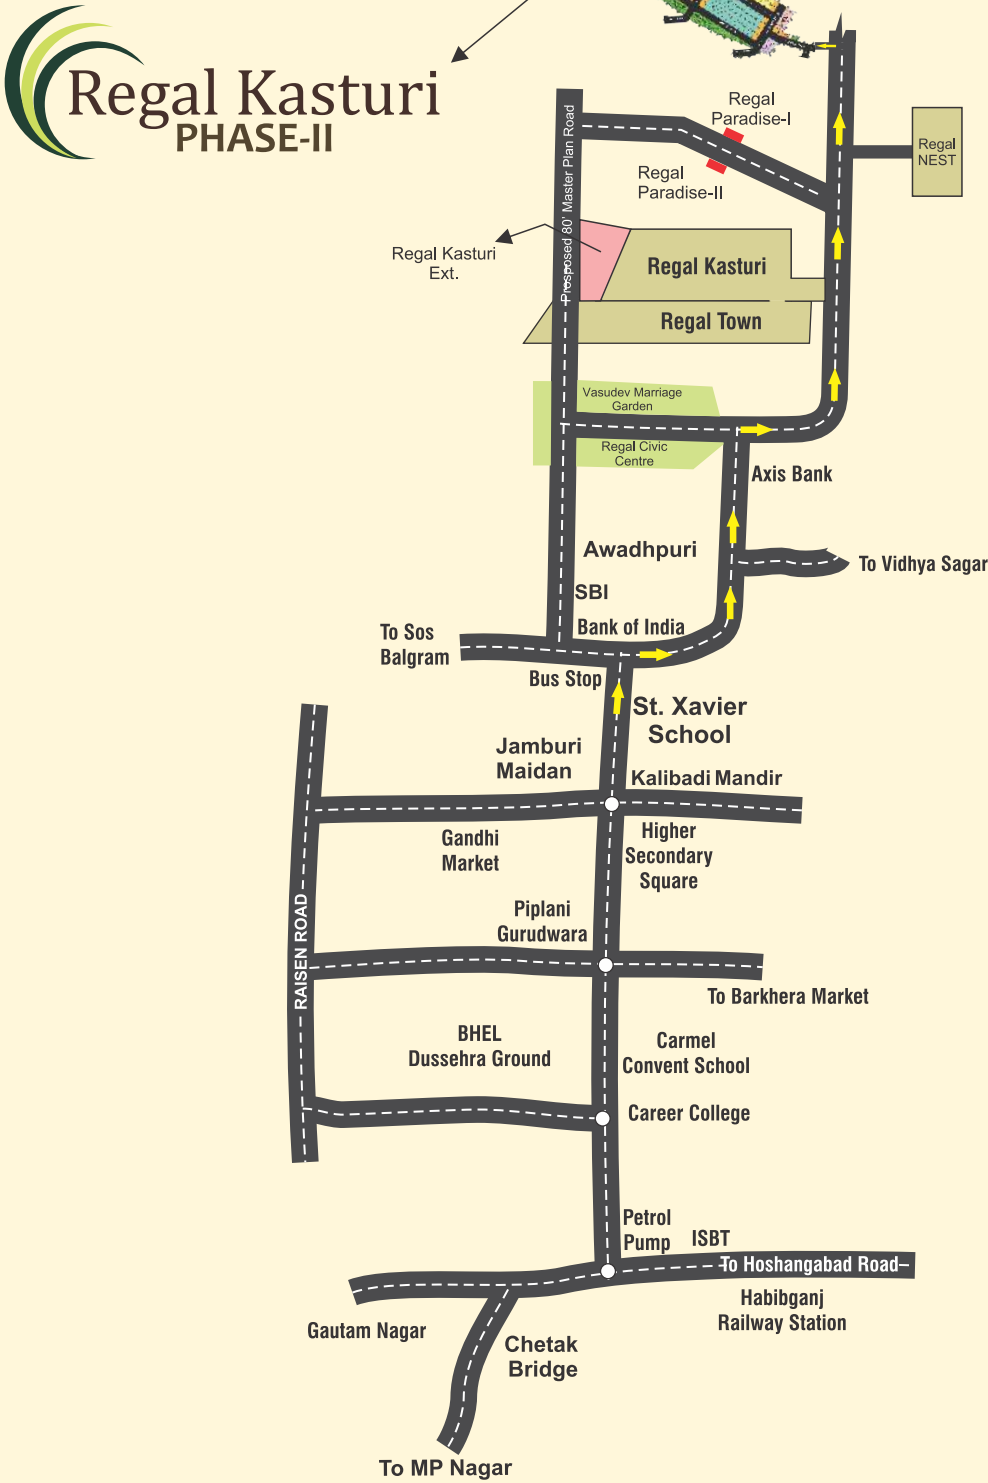 Regal Kasturi
PHASE-II
Regal
Paradise-I
Regal
NEST
Prosposed 80' Master Plan Road
Regal
Paradise-II
Regal Kasturi
Ext.
Regal Kasturi
Regal Town
Vasudev Marriage
Garden
Regal Civic
Centre
Axis Bank
Awadhpuri
To Vidhya Sagar
SBI
Bank of India
To Sos
Balgram
Bus Stop
St. Xavier
School
Jamburi
Maidan
Kalibadi Mandir
Gandhi
Market
Higher
Secondary
Square
RAISEN ROAD
Piplani
Gurudwara
To Barkhera Market
BHEL
Dussehra Ground
Carmel
Convent School
Career College
Petrol
Pump
ISBT
To Hoshangabad Road
Habibganj
Railway Station
Gautam Nagar
Chetak
Bridge
To MP Nagar